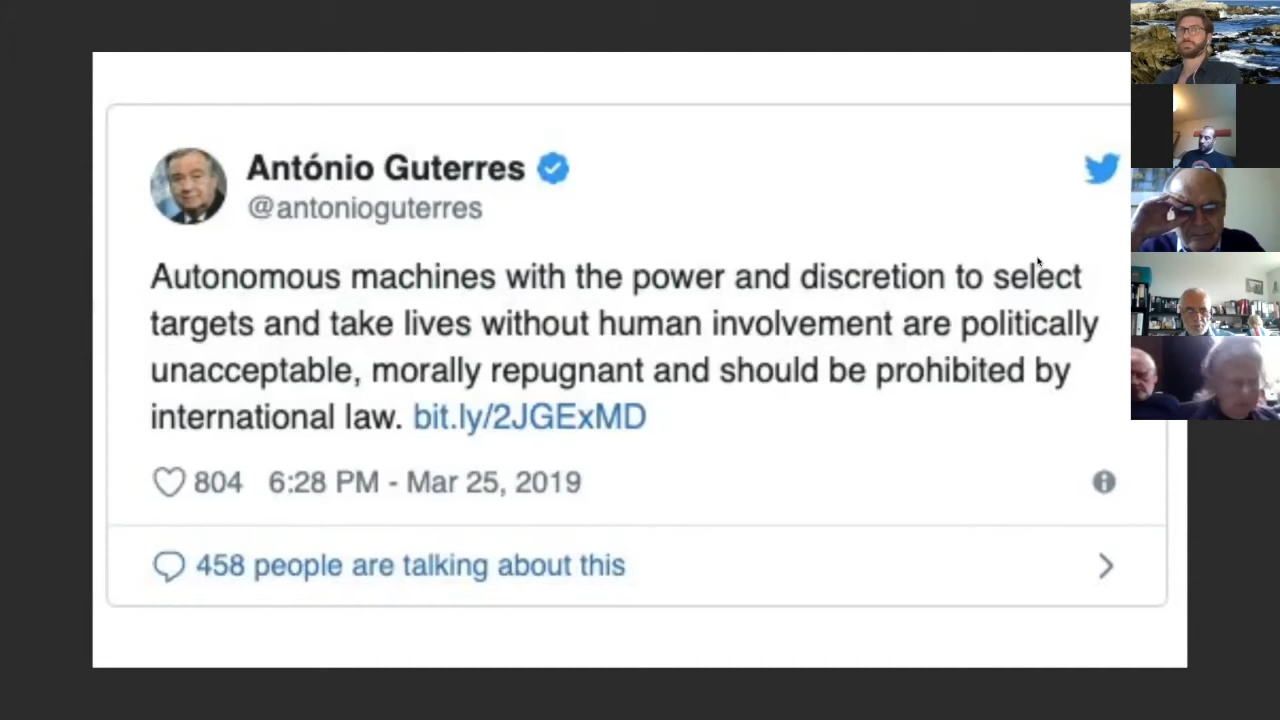 António Guterres
@antonioguterres
Autonomous machines with the power and discretion to select
targets and take lives without human involvement are politically
unacceptable, morally repugnant and should be prohibited by
international law. bit.ly/2JGExMD
804 6:28 PM - Mar 25, 2019
458 people are talking about this